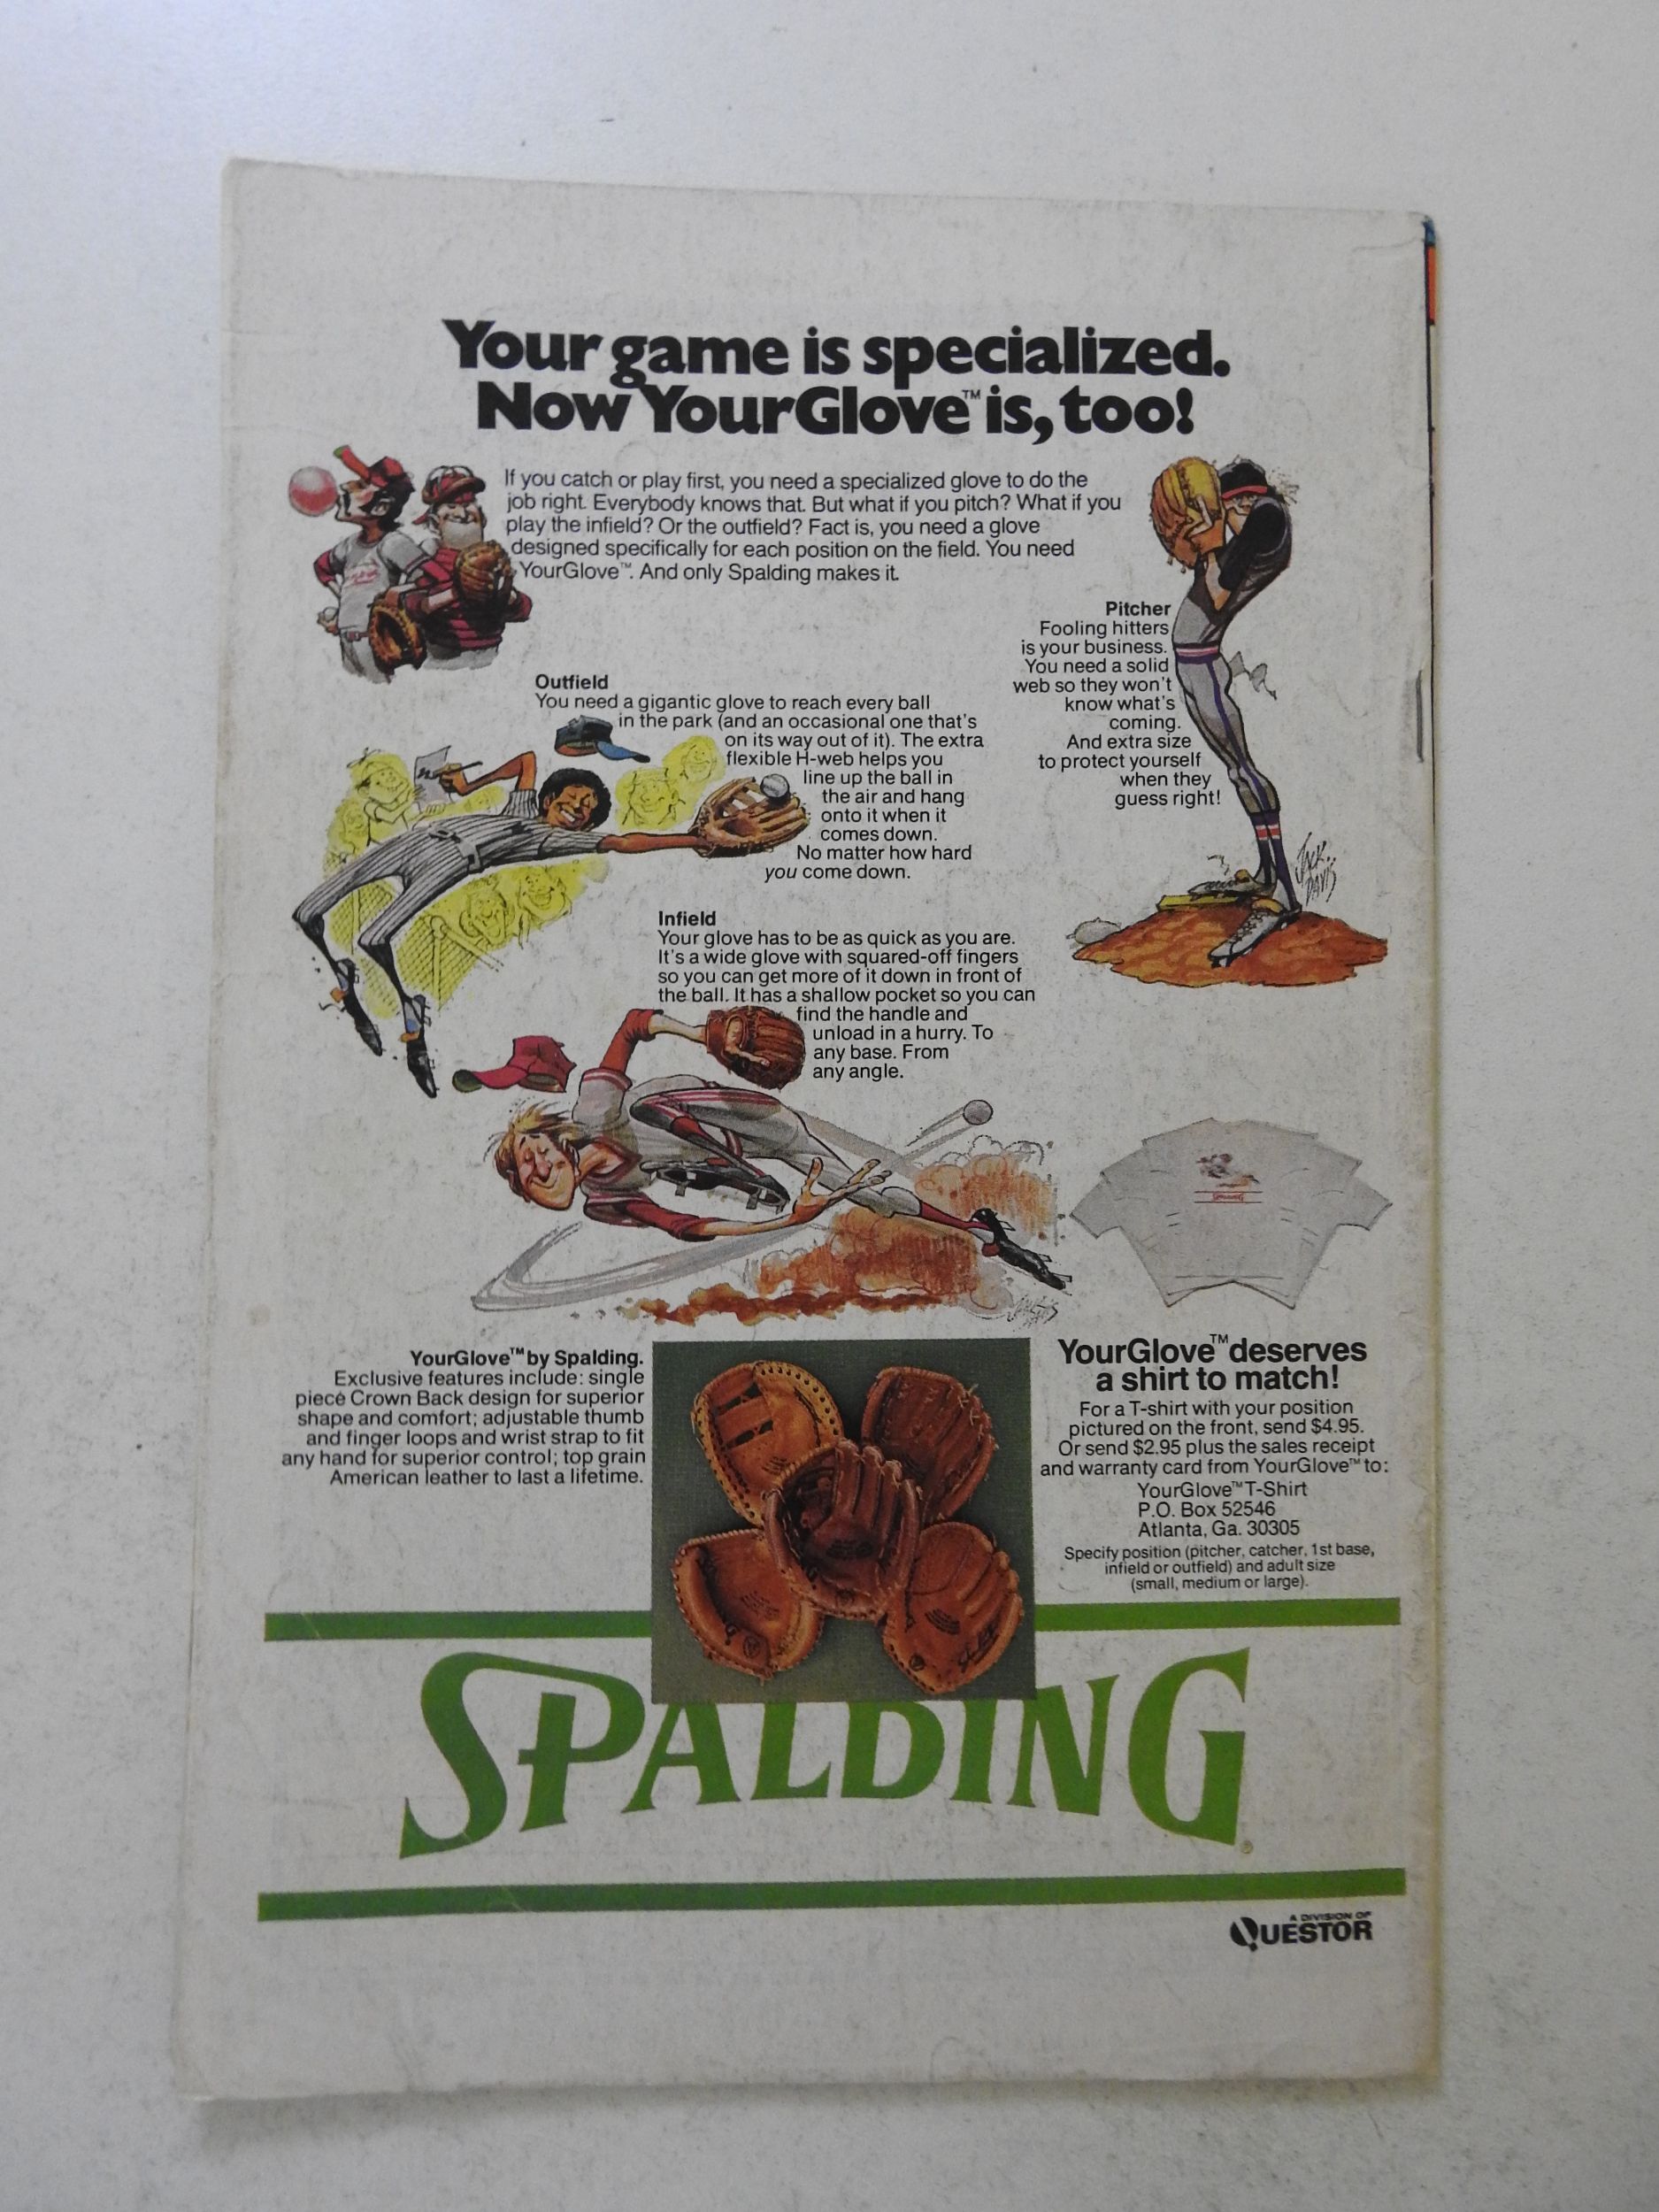 Your game is specialized.
Now YourGlove™ is, too!
If you catch or play first, you need a specialized glove to do the
job right. Everybody knows that. But what if you pitch? What if you
play the infield? Or the outfield? Fact is, you need a glove
designed specifically for each position on the field. You need
YourGlove™. And only Spalding makes it.
Pitcher
Fooling hitters
is your business.
You need a solid
web so they won't
know what's
coming.
And extra size
to protect yourself
when they
guess right!
JACK
DAVIS
Outfield
You need a gigantic glove to reach every ball
in the park (and an occasional one that's
on its way out of it). The extra
flexible H-web helps you
line up the ball in
the air and hang
onto it when it
comes down.
No matter how hard
you come down.
Infield
Your glove has to be as quick as you are.
It's a wide glove with squared-off fingers
so you can get more of it down in front of
the ball. It has a shallow pocket so you can
find the handle and
unload in a hurry. To
any base. From
any angle.
Spalding
YourGlove™ by Spalding.
Exclusive features include: single
piece Crown Back design for superior
shape and comfort; adjustable thumb
and finger loops and wrist strap to fit
any hand for superior control; top grain
American leather to last a lifetime.
YourGlove™ deserves
a shirt to match!
For a T-shirt with your position
pictured on the front, send $4.95.
Or send $2.95 plus the sales receipt
and warranty card from YourGlove™ to:
YourGlove™ T-Shirt
P.O. Box 52546
Atlanta, Ga. 30305
Specify position (pitcher, catcher, 1st base,
infield or outfield) and adult size
(small, medium or large).
SPALDING®
A DIVISION OF
QUESTOR